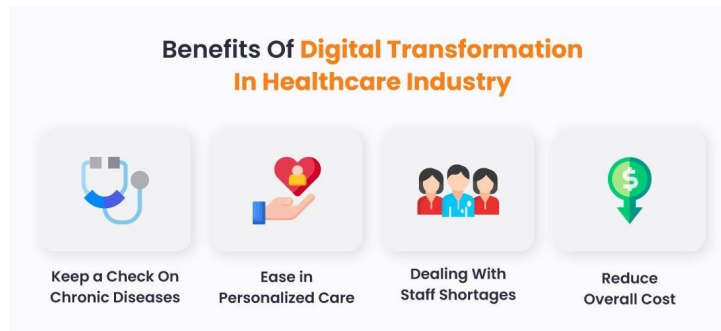 Benefits Of Digital Transformation
In Healthcare Industry
$
Keep a Check On
Chronic Diseases
Ease in
Personalized Care
Dealing With
Staff Shortages
Reduce
Overall Cost